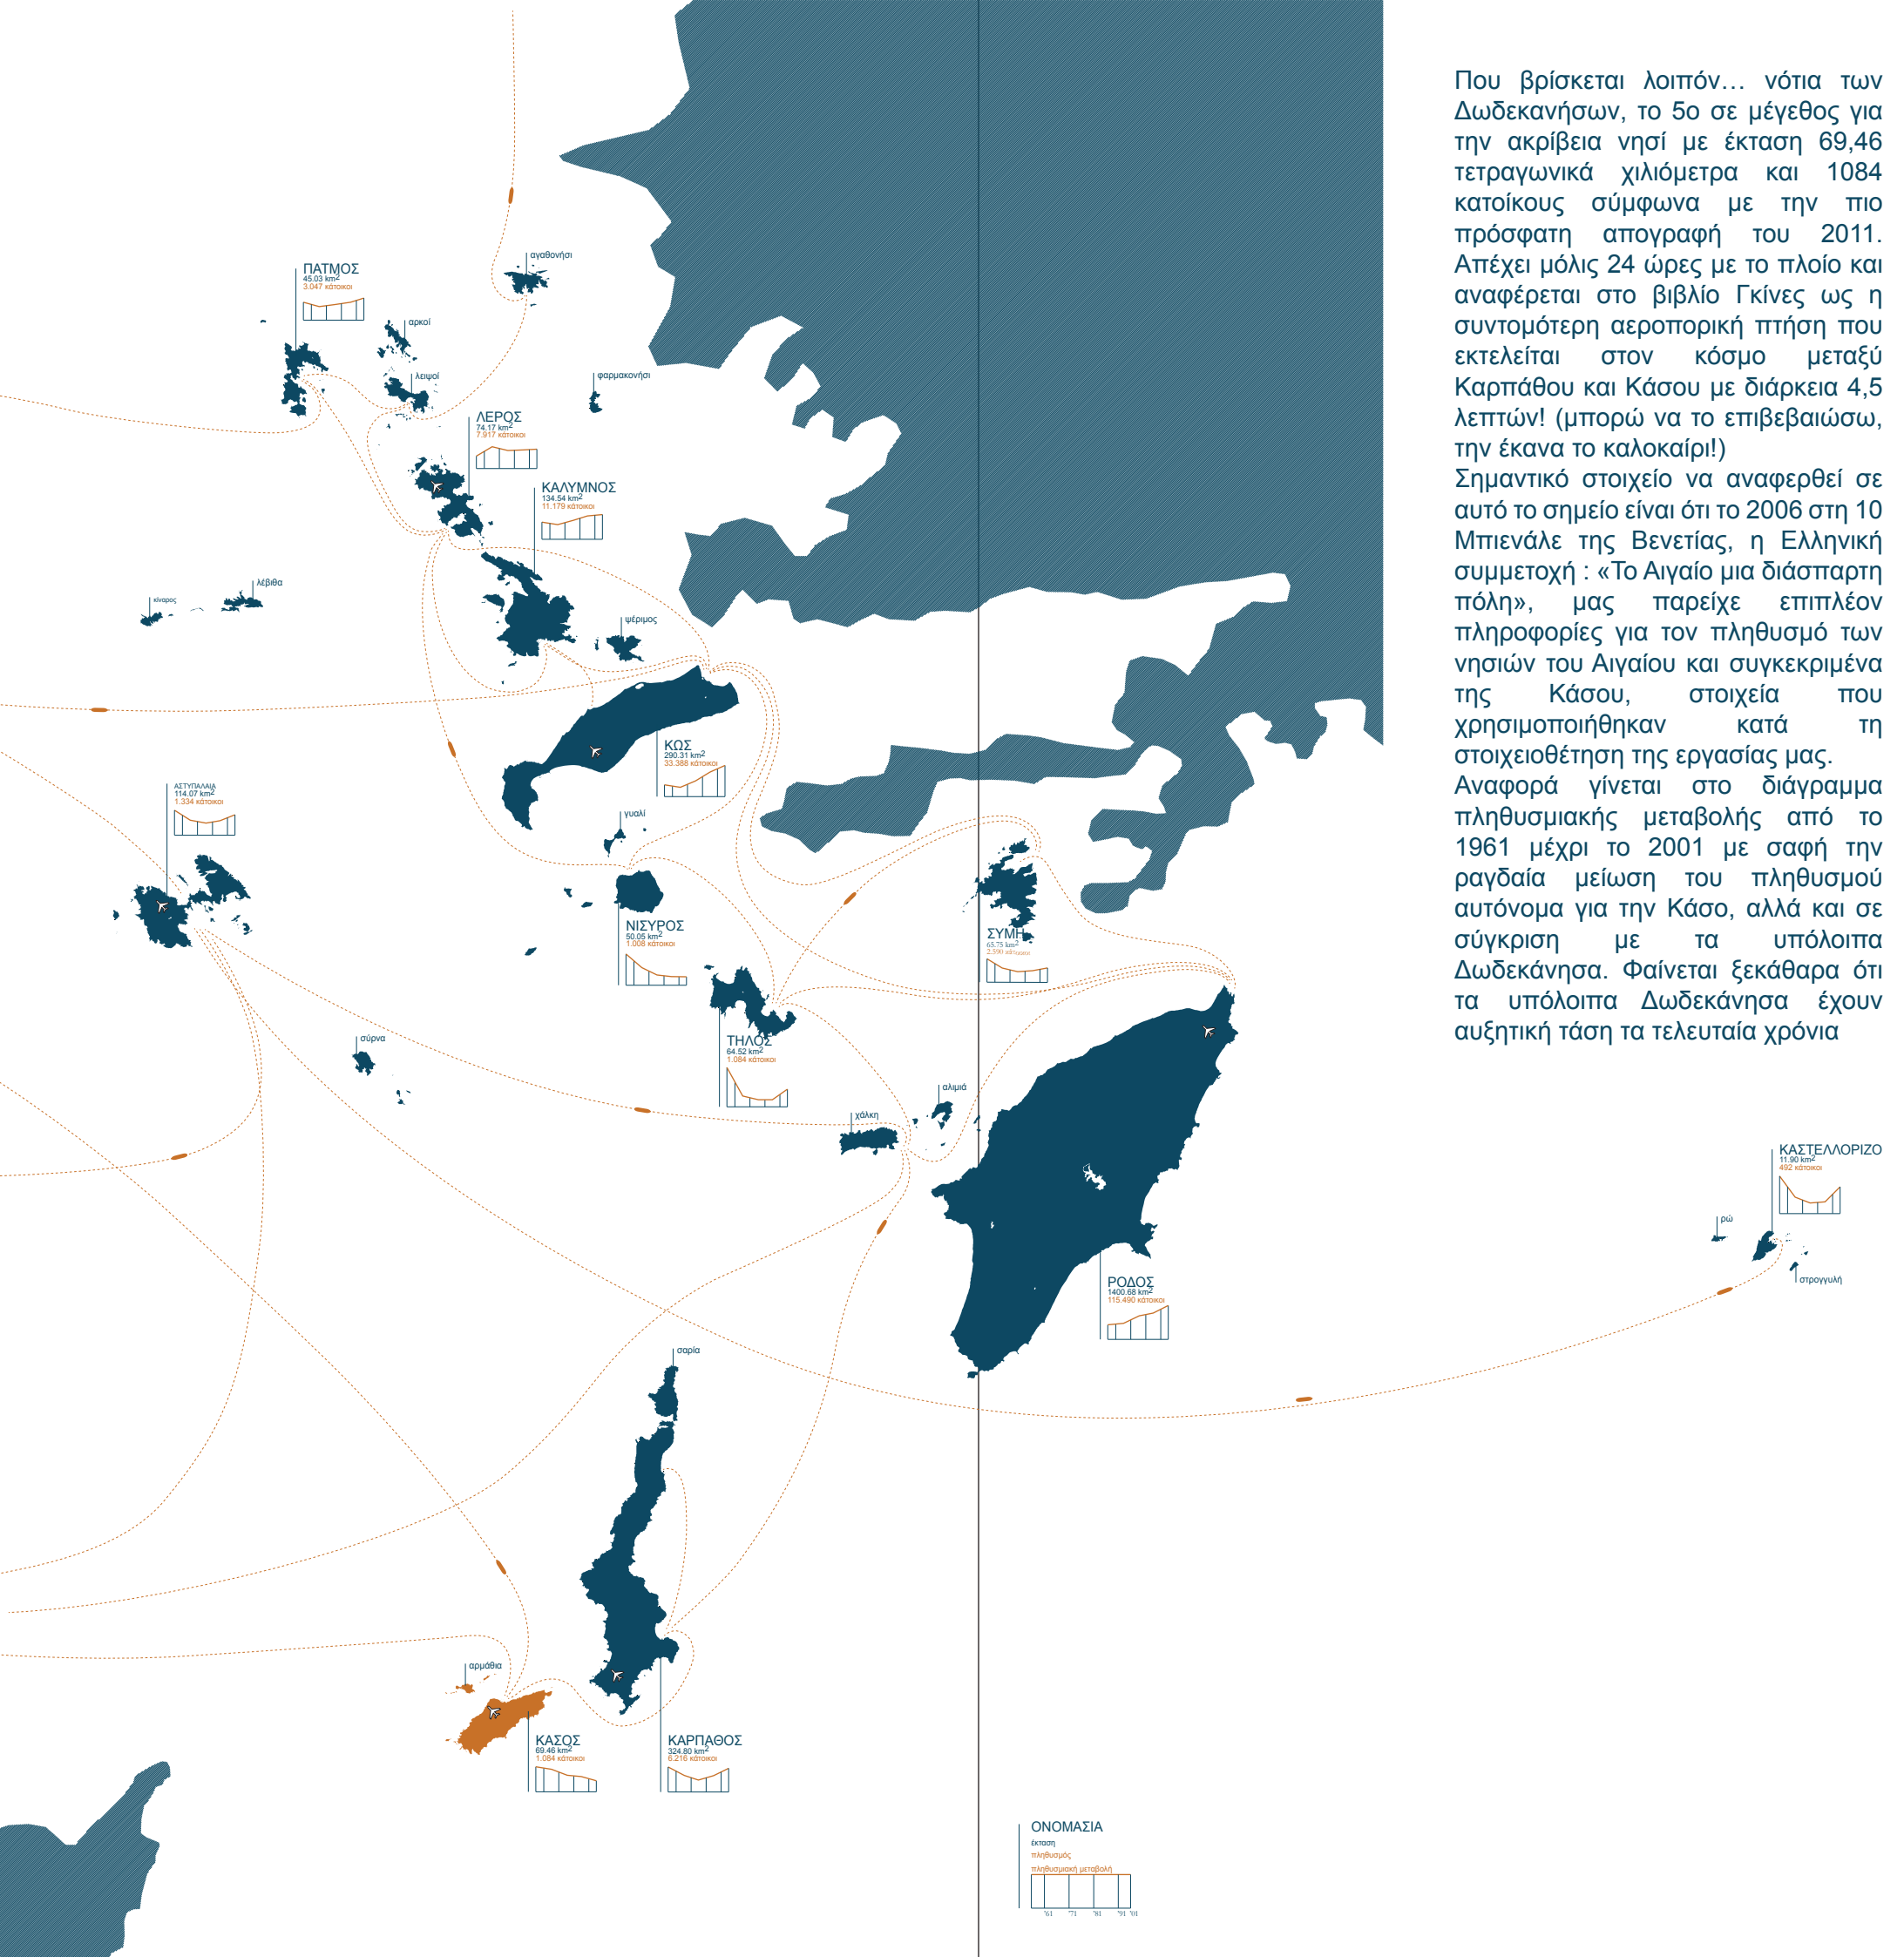 Που βρίσκεται λοιπόν… νότια των
Δωδεκανήσων, το 5ο σε μέγεθος για
την ακρίβεια νησί με έκταση 69,46
τετραγωνικά χιλιόμετρα και 1084
κατοίκους σύμφωνα με την πιο
πρόσφατη απογραφή του 2011.
Απέχει μόλις 24 ώρες με το πλοίο και
αναφέρεται στο βιβλίο Γκίνες ως η
συντομότερη αεροπορική πτήση που
εκτελείται στον κόσμο μεταξύ
Καρπάθου και Κάσου με διάρκεια 4,5
λεπτών! (μπορώ να το επιβεβαιώσω,
την έκανα το καλοκαίρι!)
Σημαντικό στοιχείο να αναφερθεί σε
αυτό το σημείο είναι ότι το 2006 στη 10
Μπιενάλε της Βενετίας, η Ελληνική
συμμετοχή : «Το Αιγαίο μια διάσπαρτη
πόλη», μας παρείχε επιπλέον
πληροφορίες για τον πληθυσμό των
νησιών του Αιγαίου και συγκεκριμένα
της Κάσου, στοιχεία που
χρησιμοποιήθηκαν κατά τη
στοιχειοθέτηση της εργασίας μας.
Αναφορά γίνεται στο διάγραμμα
πληθυσμιακής μεταβολής από το
1961 μέχρι το 2001 με σαφή την
ραγδαία μείωση του πληθυσμού
αυτόνομα για την Κάσο, αλλά και σε
σύγκριση με τα υπόλοιπα
Δωδεκάνησα. Φαίνεται ξεκάθαρα ότι
τα υπόλοιπα Δωδεκάνησα έχουν
αυξητική τάση τα τελευταία χρόνια
αγαθονήσι
ΠΑΤΜΟΣ
45.03 km2
3.047 κάτοικοι
αρκοί
λειψοί
φαρμακονήσι
ΛΕΡΟΣ
74.17 km2
7.917 κάτοικοι
ΚΑΛΥΜΝΟΣ
134.54 km2
11.179 κάτοικοι
λέβιθα
κίναρος
ψέριμος
ΚΩΣ
290.31 km2
33.388 κάτοικοι
ΑΣΤΥΠΑΛΑΙΑ
114.07 km2
1.334 κάτοικοι
γυαλί
ΝΙΣΥΡΟΣ
50.05 km2
1.008 κάτοικοι
ΣΥΜΗ
65.75 km2
2.590 κάτοικοι
ΤΗΛΟΣ
64.52 km2
1.084 κάτοικοι
σύρνα
αλιμιά
χάλκη
ΚΑΣΤΕΛΛΟΡΙΖΟ
11.90 km2
492 κάτοικοι
ρώ
στρογγυλή
ΡΟΔΟΣ
1400.68 km2
115.490 κάτοικοι
σαρία
αρμάθια
ΚΑΣΟΣ
69.46 km2
1.084 κάτοικοι
ΚΑΡΠΑΘΟΣ
324.80 km2
6.216 κάτοικοι
ΟΝΟΜΑΣΙΑ
έκταση
πληθυσμός
πληθυσμιακή μεταβολή
'61 '71 '81 '91 '01